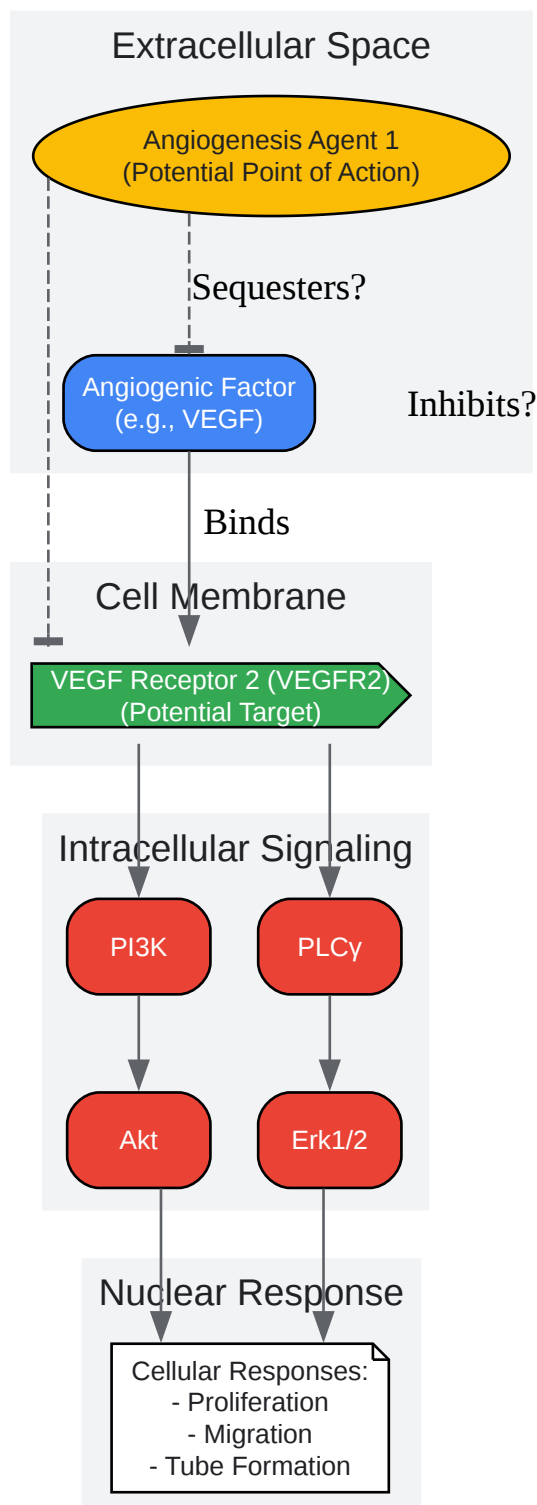 Extracellular Space
Angiogenesis Agent 1
(Potential Point of Action)
Sequesters?
Angiogenic Factor
(e.g., VEGF)
Inhibits?
Binds
Cell Membrane
VEGF Receptor 2 (VEGFR2)
(Potential Target)
Intracellular Signaling
PI3K
PLCγ
Akt
Erk1/2
Nuclear Response
Cellular Responses:
- Proliferation
- Migration
- Tube Formation